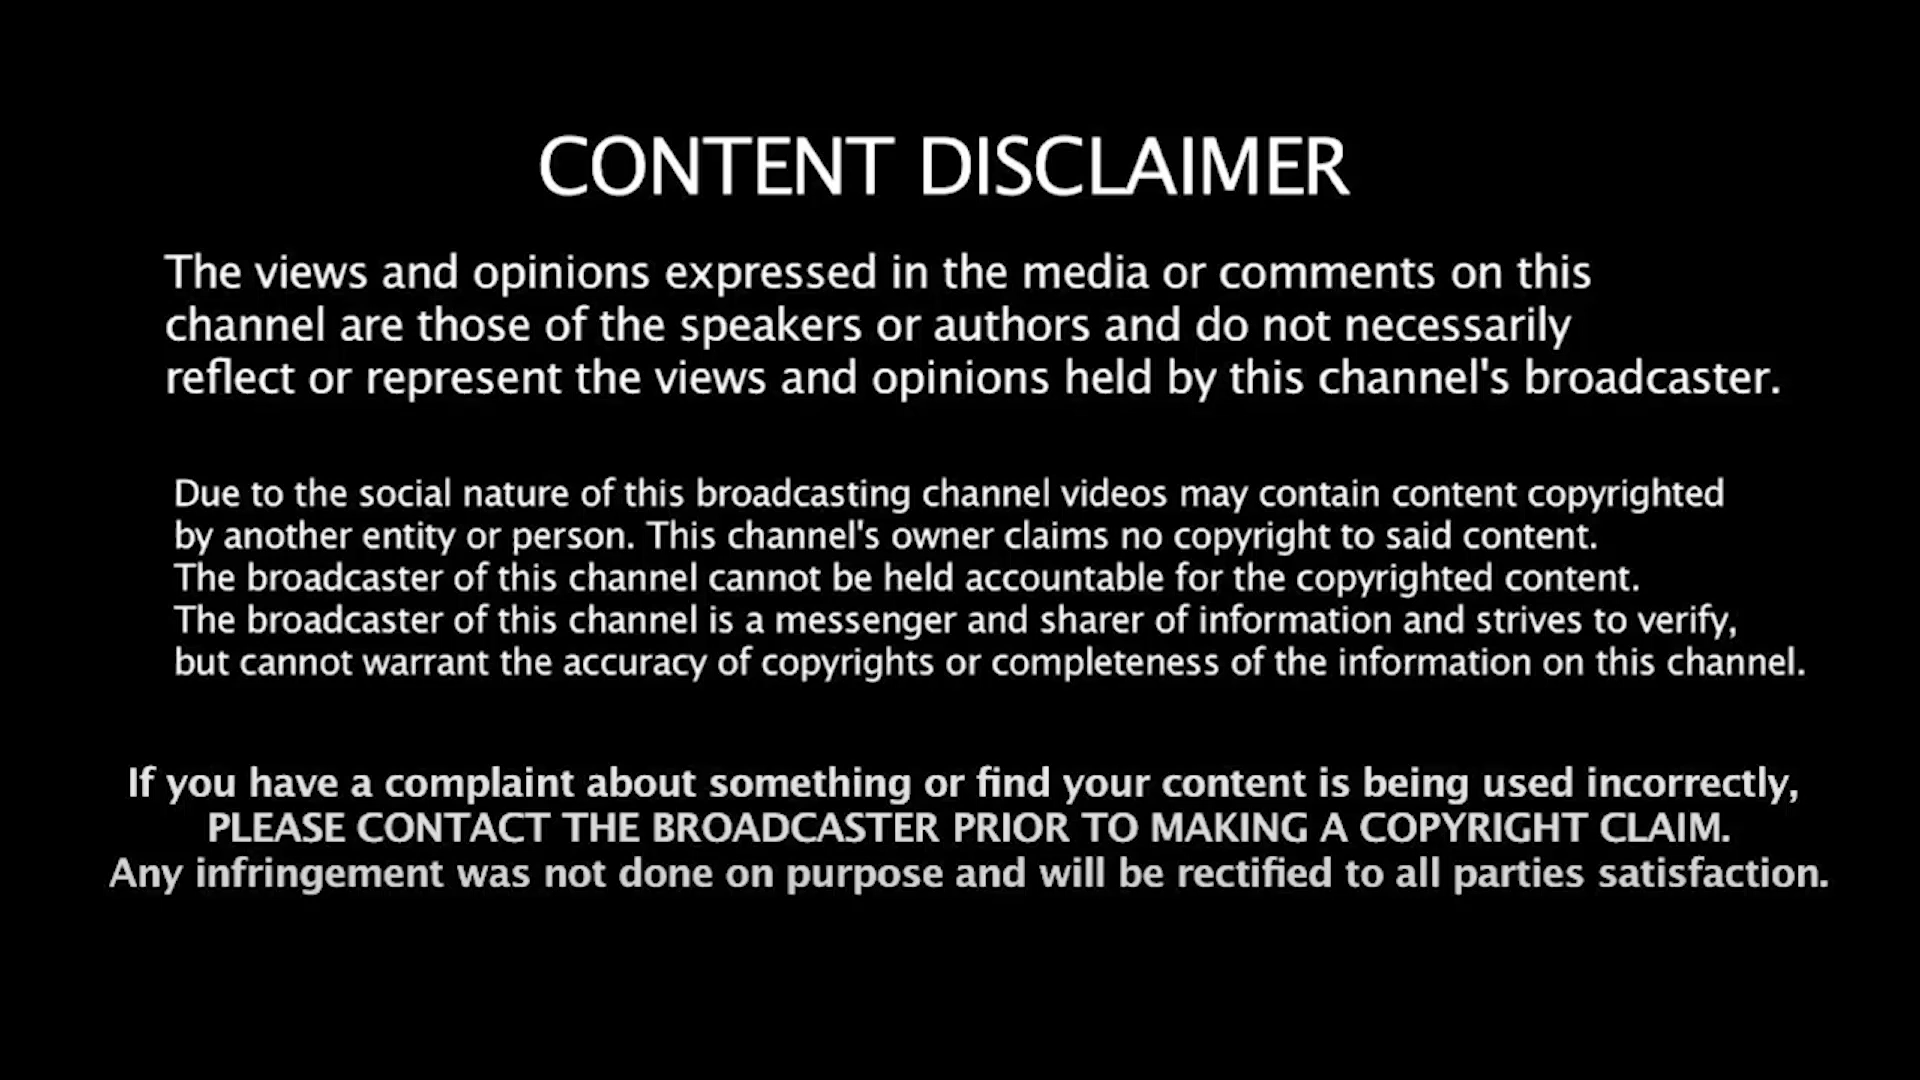 CONTENT DISCLAIMER
The views and opinions expressed in the media or comments on this
channel are those of the speakers or authors and do not necessarily
reflect or represent the views and opinions held by this channel's broadcaster.
Due to the social nature of this broadcasting channel videos may contain content copyrighted
by another entity or person. This channel's owner claims no copyright to said content.
The broadcaster of this channel cannot be held accountable for the copyrighted content.
The broadcaster of this channel is a messenger and sharer of information and strives to verify,
but cannot warrant the accuracy of copyrights or completeness of the information on this channel.
If you have a complaint about something or find your content is being used incorrectly,
PLEASE CONTACT THE BROADCASTER PRIOR TO MAKING A COPYRIGHT CLAIM.
Any infringement was not done on purpose and will be rectified to all parties satisfaction.